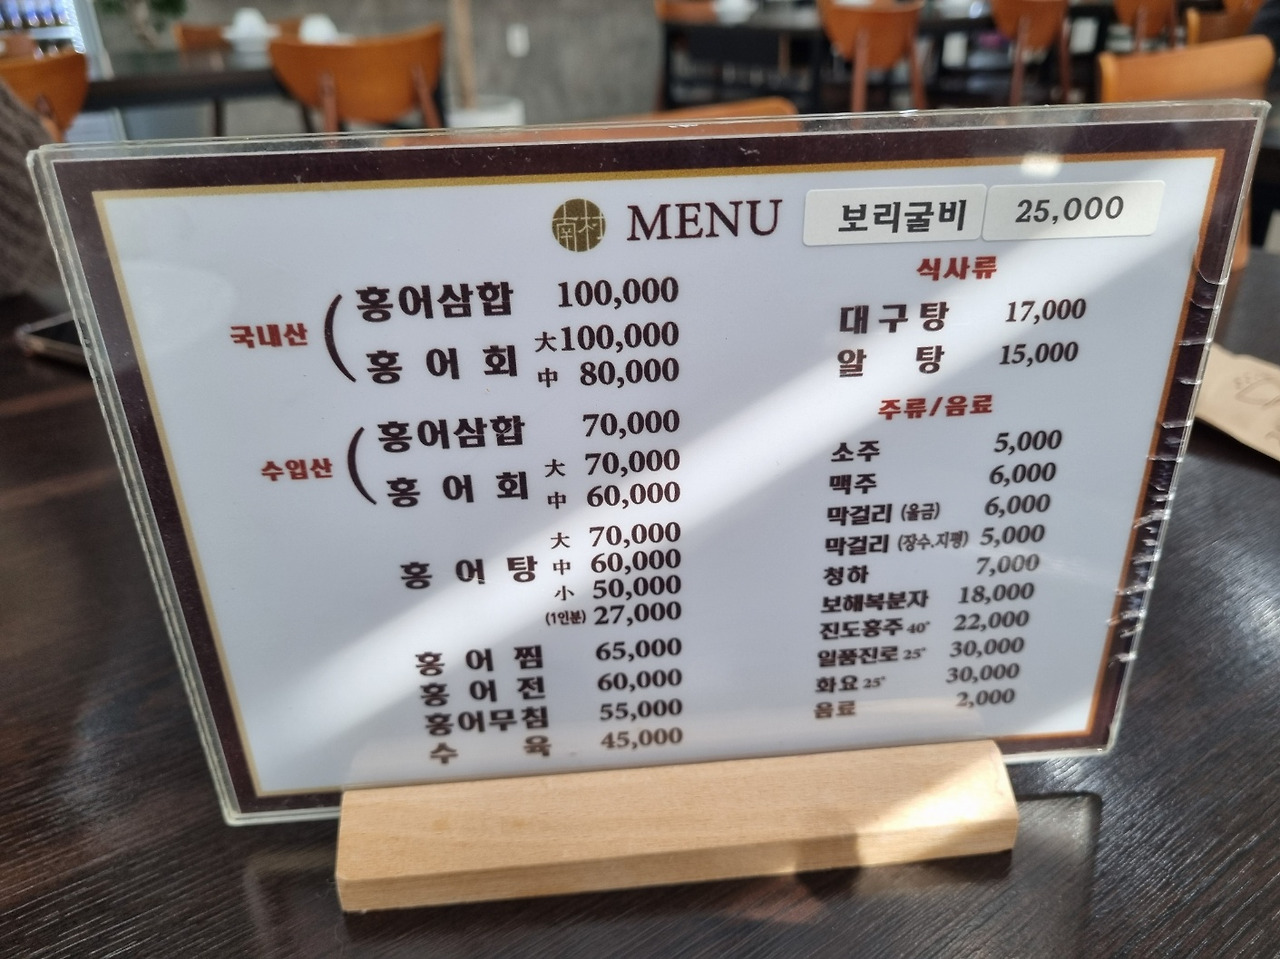 南村 MENU
보리굴비 25,000
국내산
홍어삼합 100,000
홍어회 大 100,000
中 80,000
수입산
홍어삼합 70,000
홍어회 大 70,000
中 60,000
홍어탕 大 70,000
中 60,000
小 50,000
(1인분) 27,000
홍어찜 65,000
홍어전 60,000
홍어무침 55,000
수육 45,000
식사류
대구탕 17,000
알탕 15,000
주류/음료
소주 5,000
맥주 6,000
막걸리 (울금) 6,000
막걸리 (장수.지평) 5,000
청하 7,000
보해복분자 18,000
진도홍주 40° 22,000
일품진로 25° 30,000
화요 25° 30,000
음료 2,000